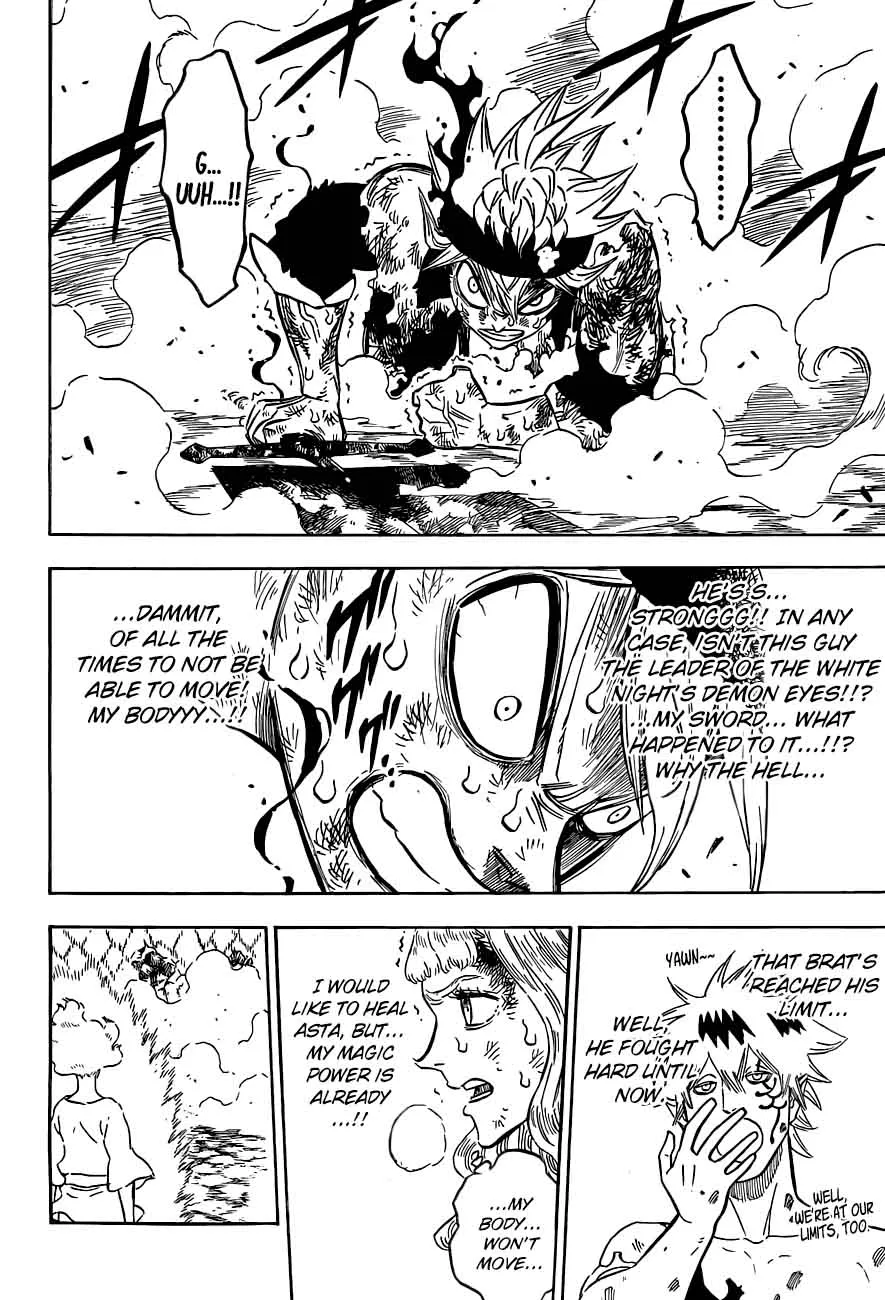 .........
G...
UUH...!!
HE'S S...
STRONGGG!! IN ANY
CASE, ISN'T THIS GUY
THE LEADER OF THE WHITE
NIGHT'S DEMON EYES!!?
...MY SWORD... WHAT
HAPPENED TO IT...!!?
WHY THE HELL...
...DAMMIT,
OF ALL THE
TIMES TO NOT BE
ABLE TO MOVE!
MY BODYYY...!!
グググ
YAWN~~
THAT BRAT'S
REACHED HIS
LIMIT...
WELL,
HE FOUGHT
HARD UNTIL
NOW.
WELL,
WE'RE AT OUR
LIMITS, TOO.
I WOULD
LIKE TO HEAL
ASTA, BUT...
MY MAGIC
POWER IS
ALREADY
...!!
...MY
BODY...
WON'T
MOVE...